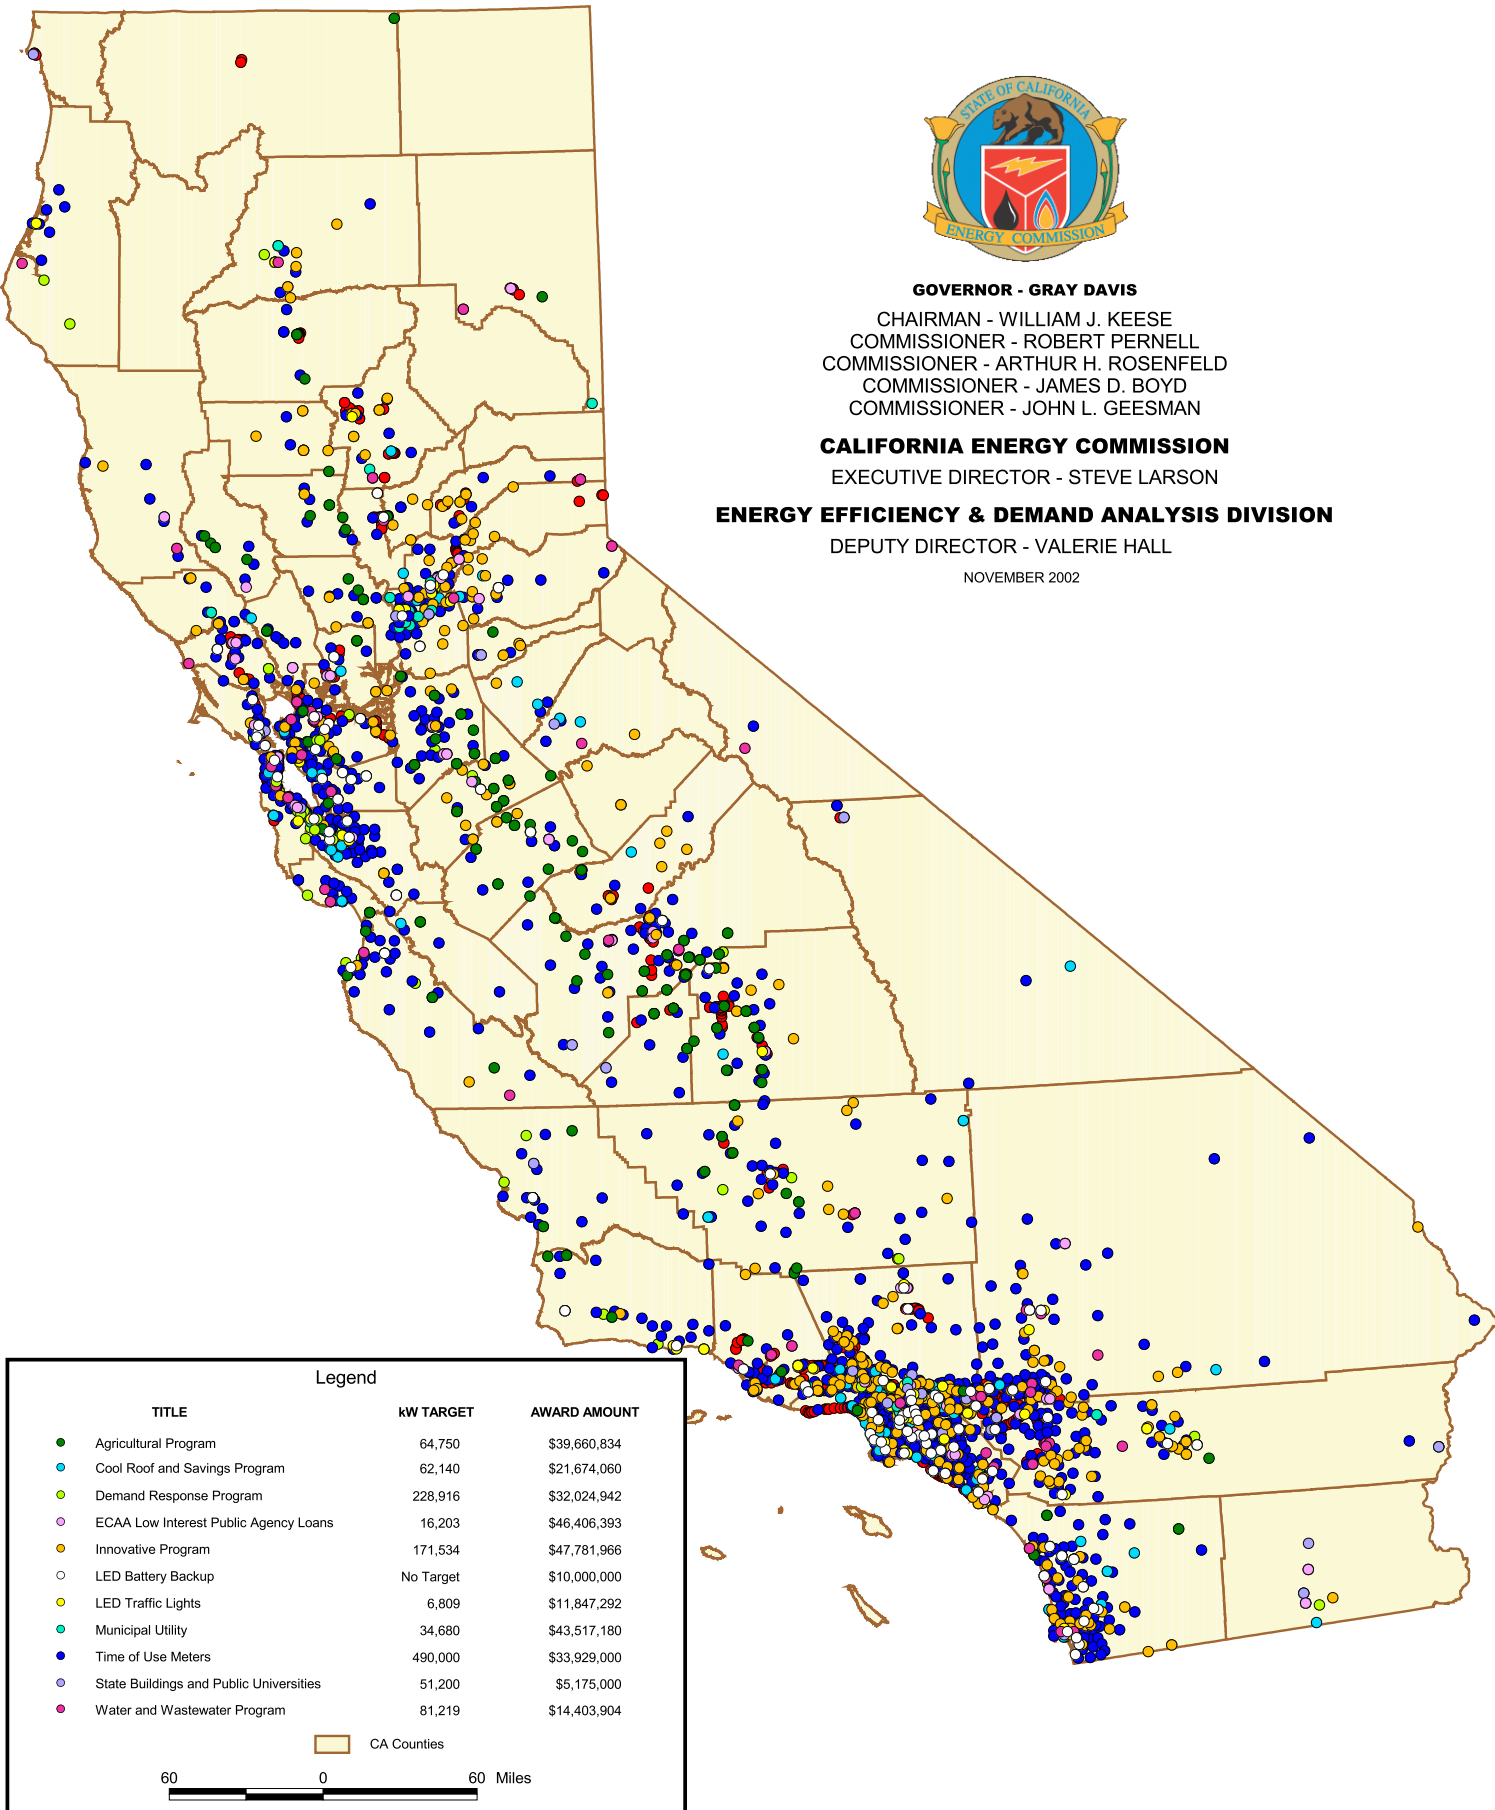 STATE OF CALIFORNIA
ENERGY COMMISSION
GOVERNOR - GRAY DAVIS
CHAIRMAN - WILLIAM J. KEESE
COMMISSIONER - ROBERT PERNELL
COMMISSIONER - ARTHUR H. ROSENFELD
COMMISSIONER - JAMES D. BOYD
COMMISSIONER - JOHN L. GEESMAN
CALIFORNIA ENERGY COMMISSION
EXECUTIVE DIRECTOR - STEVE LARSON
ENERGY EFFICIENCY & DEMAND ANALYSIS DIVISION
DEPUTY DIRECTOR - VALERIE HALL
NOVEMBER 2002
Legend
TITLE kW TARGET AWARD AMOUNT
Agricultural Program 64,750 $39,660,834
Cool Roof and Savings Program 62,140 $21,674,060
Demand Response Program 228,916 $32,024,942
ECAA Low Interest Public Agency Loans 16,203 $46,406,393
Innovative Program 171,534 $47,781,966
LED Battery Backup No Target $10,000,000
LED Traffic Lights 6,809 $11,847,292
Municipal Utility 34,680 $43,517,180
Time of Use Meters 490,000 $33,929,000
State Buildings and Public Universities 51,200 $5,175,000
Water and Wastewater Program 81,219 $14,403,904
CA Counties
60 0 60 Miles